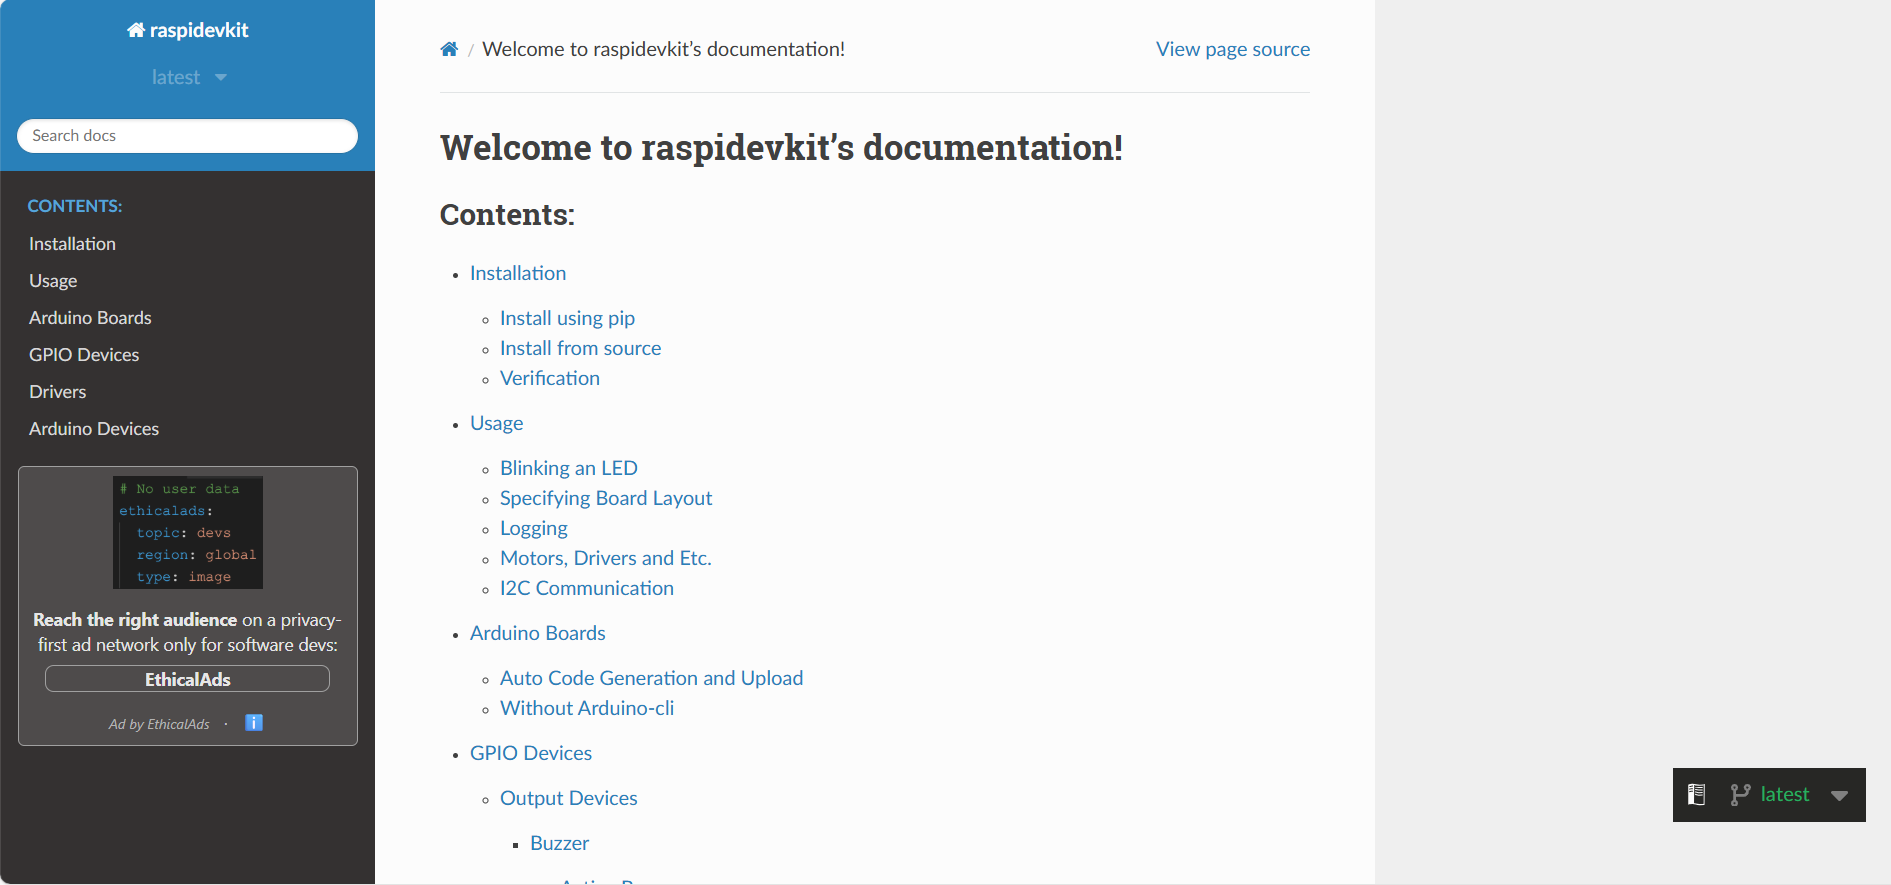 raspidevkit
latest
Search docs
CONTENTS:
Installation
Usage
Arduino Boards
GPIO Devices
Drivers
Arduino Devices
# No user data
ethicalads:
topic: devs
region: global
type: image
Reach the right audience on a privacy-
first ad network only for software devs:
EthicalAds
Ad by EthicalAds ·
/ Welcome to raspidevkit’s documentation!
View page source
Welcome to raspidevkit’s documentation!
Contents:
• Installation
◦ Install using pip
◦ Install from source
◦ Verification
• Usage
◦ Blinking an LED
◦ Specifying Board Layout
◦ Logging
◦ Motors, Drivers and Etc.
◦ I2C Communication
• Arduino Boards
◦ Auto Code Generation and Upload
◦ Without Arduino-cli
• GPIO Devices
◦ Output Devices
▪ Buzzer
latest